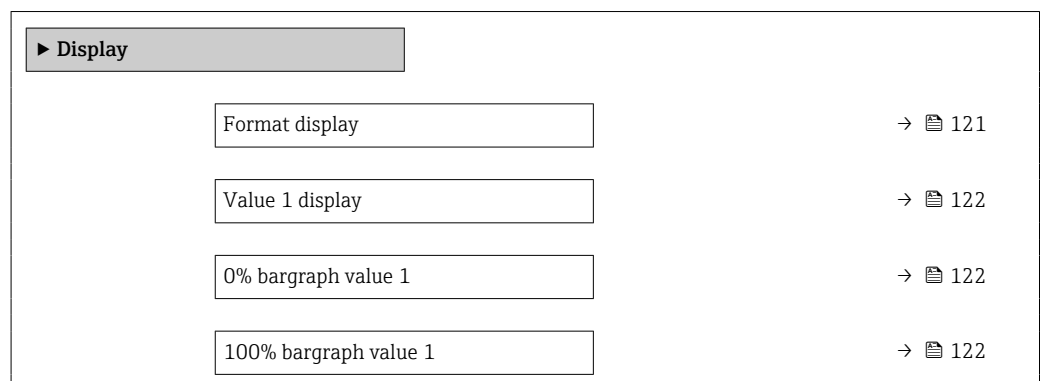 ▶ Display
Format display → 🖺 121
Value 1 display → 🖺 122
0% bargraph value 1 → 🖺 122
100% bargraph value 1 → 🖺 122